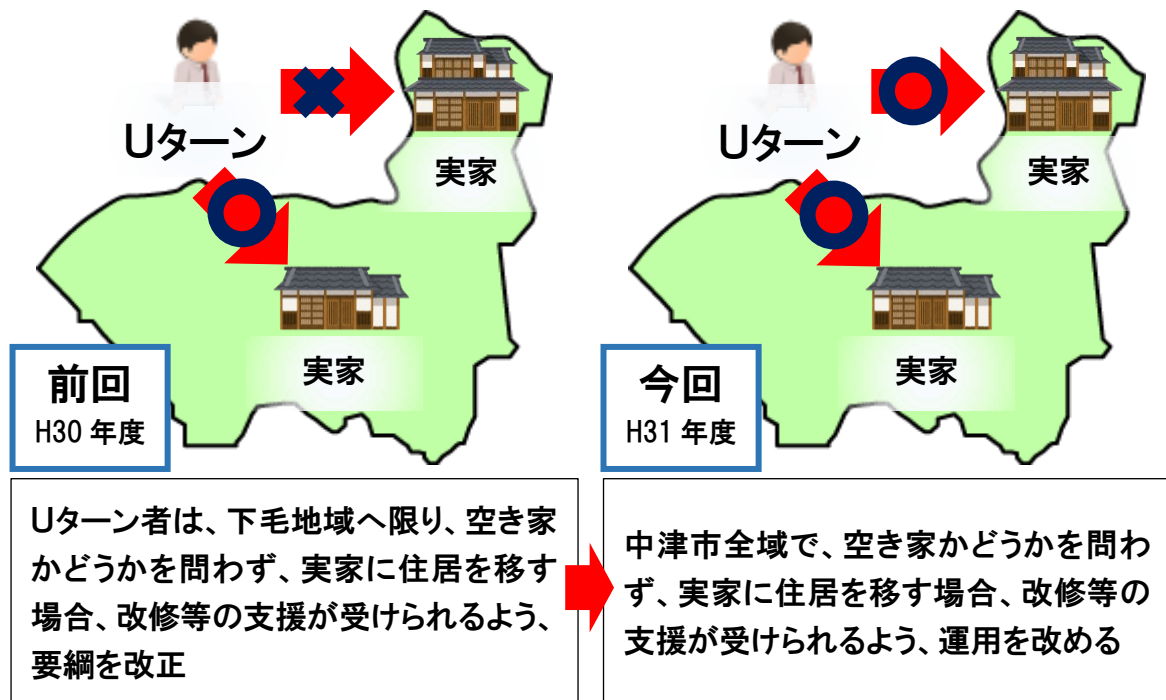 Uターン
実家
実家
前回
H30 年度
Uターン
実家
実家
今回
H31 年度
Uターン者は、下毛地域へ限り、空き家
かどうかを問わず、実家に住居を移す
場合、改修等の支援が受けられるよう、
要綱を改正
中津市全域で、空き家かどうかを問わ
ず、実家に住居を移す場合、改修等の
支援が受けられるよう、運用を改める